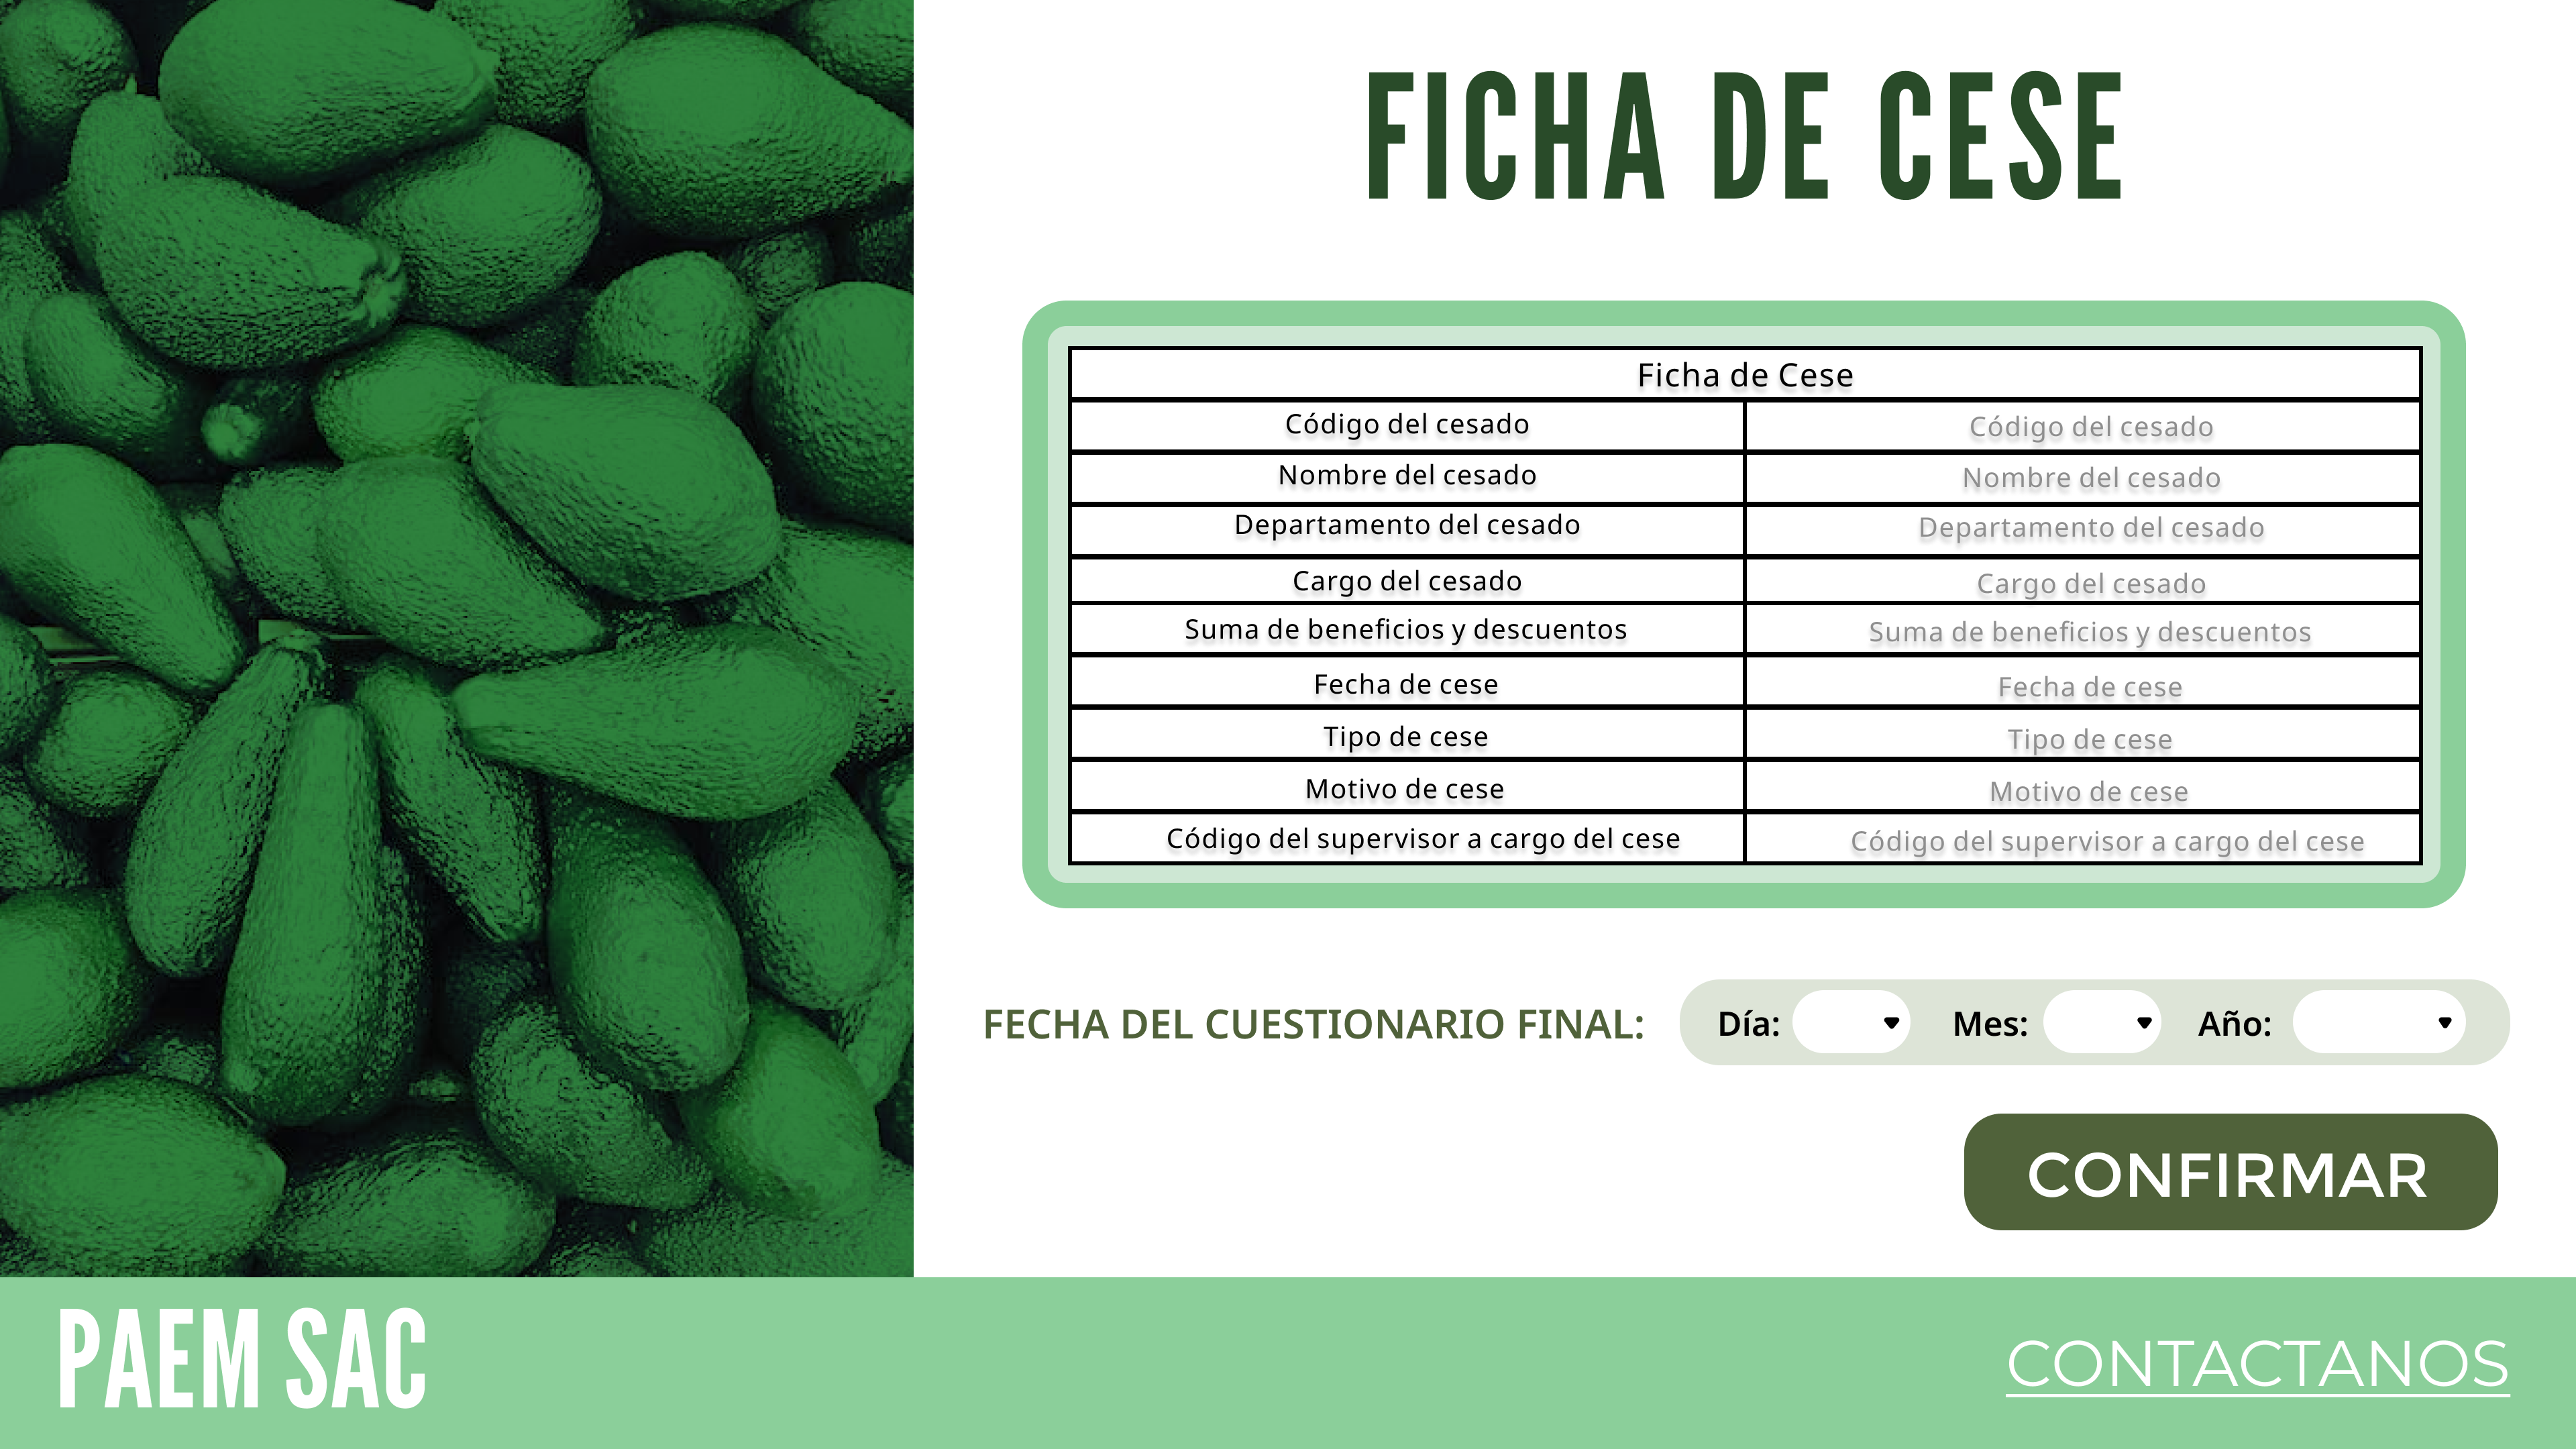 FICHA DE CESE
Ficha de Cese
Código del cesado Código del cesado
Nombre del cesado Nombre del cesado
Departamento del cesado Departamento del cesado
Cargo del cesado Cargo del cesado
Suma de beneficios y descuentos Suma de beneficios y descuentos
Fecha de cese Fecha de cese
Tipo de cese Tipo de cese
Motivo de cese Motivo de cese
Código del supervisor a cargo del cese Código del supervisor a cargo del cese
FECHA DEL CUESTIONARIO FINAL: Día: Mes: Año:
CONFIRMAR
PAEM SAC
CONTACTANOS